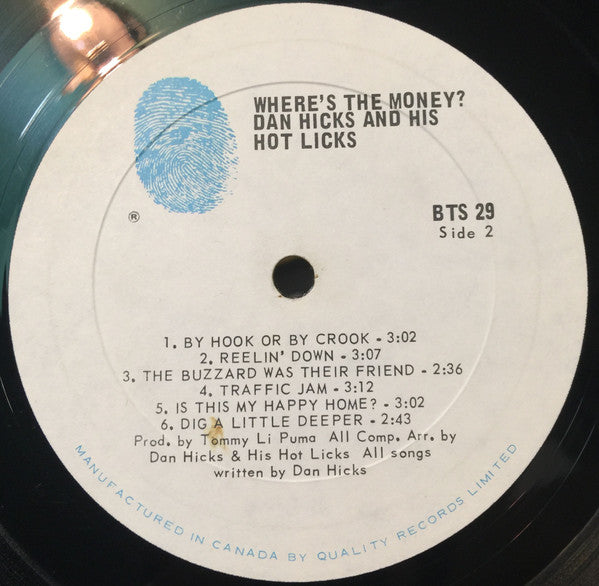 WHERE'S THE MONEY?
DAN HICKS AND HIS
HOT LICKS
®
BTS 29
Side 2
1. BY HOOK OR BY CROOK - 3:02
2. REELIN' DOWN - 3:07
3. THE BUZZARD WAS THEIR FRIEND - 2:36
4. TRAFFIC JAM - 3:12
5. IS THIS MY HAPPY HOME? - 3:02
6. DIG A LITTLE DEEPER - 2:43
Prod. by Tommy Li Puma All Comp. Arr. by
Dan Hicks & His Hot Licks All songs
written by Dan Hicks
MANUFACTURED IN CANADA BY QUALITY RECORDS LIMITED